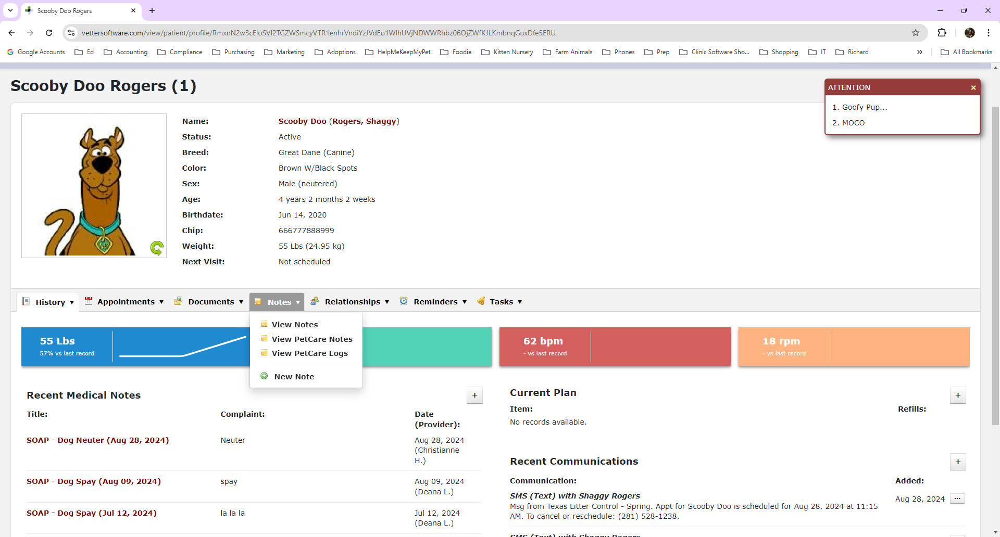 Scooby Doo Rogers
vettersoftware.com/view/patient/profile/RmxnN2w3cEloSVI2TGZWSmcyVTR1enhrVndiYzJVdEo1WlhUVjNDWWRhbz06OjZWfKJLKmbnqGuxDfe5ERU
Google Accounts Ed Accounting Compliance Purchasing Marketing Adoptions HelpMeKeepMyPet Foodie Kitten Nursery Farm Animals Phones Prep Clinic Software Sho... Shopping IT Richard » All Bookmarks
Scooby Doo Rogers (1)
ATTENTION
1. Goofy Pup...
2. MOCO
Name: Scooby Doo (Rogers, Shaggy)
Status: Active
Breed: Great Dane (Canine)
Color: Brown W/Black Spots
Sex: Male (neutered)
Age: 4 years 2 months 2 weeks
Birthdate: Jun 14, 2020
Chip: 666777888999
Weight: 55 Lbs (24.95 kg)
Next Visit: Not scheduled
History Appointments Documents Notes Relationships Reminders Tasks
View Notes
View PetCare Notes
View PetCare Logs
New Note
55 Lbs
57% vs last record
62 bpm
- vs last record
18 rpm
- vs last record
Recent Medical Notes
+
Title: Complaint: Date
(Provider):
SOAP - Dog Neuter (Aug 28, 2024) Neuter Aug 28, 2024
(Christianne
H.)
SOAP - Dog Spay (Aug 09, 2024) spay Aug 09, 2024
(Deana L.)
SOAP - Dog Spay (Jul 12, 2024) la la la Jul 12, 2024
(Deana L.)
Current Plan
+
Item: Refills:
No records available.
Recent Communications
+
Communication: Added:
SMS (Text) with Shaggy Rogers
Msg from Texas Litter Control - Spring. Appt for Scooby Doo is scheduled for Aug 28, 2024 at 11:15
AM. To cancel or reschedule: (281) 528-1238.
Aug 28, 2024 ...
SMS (Text) with Shaggy Rogers